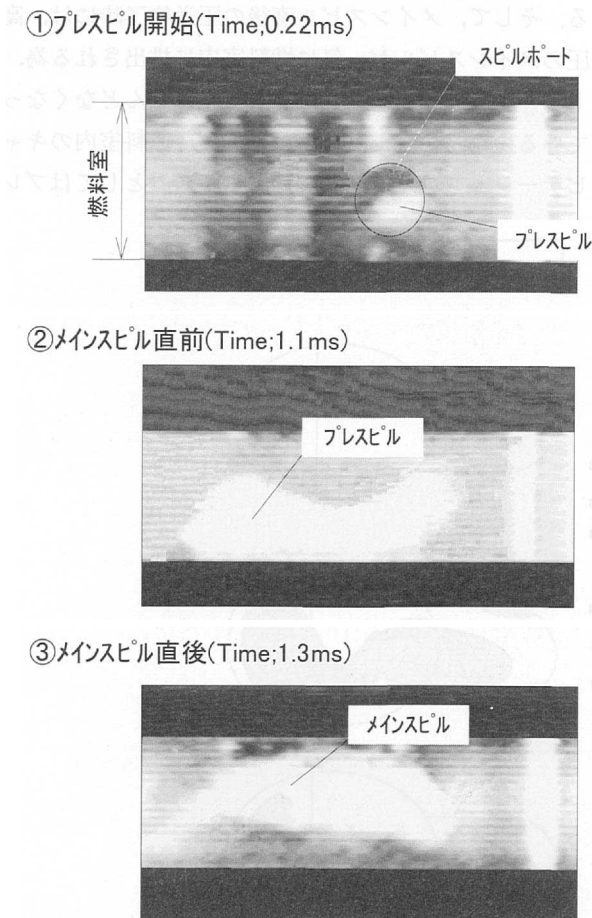 ①プレスピル開始(Time;0.22ms)
スピルポート
燃料室
プレスピル
②メインスピル直前(Time;1.1ms)
プレスピル
③メインスピル直後(Time;1.3ms)
メインスピル